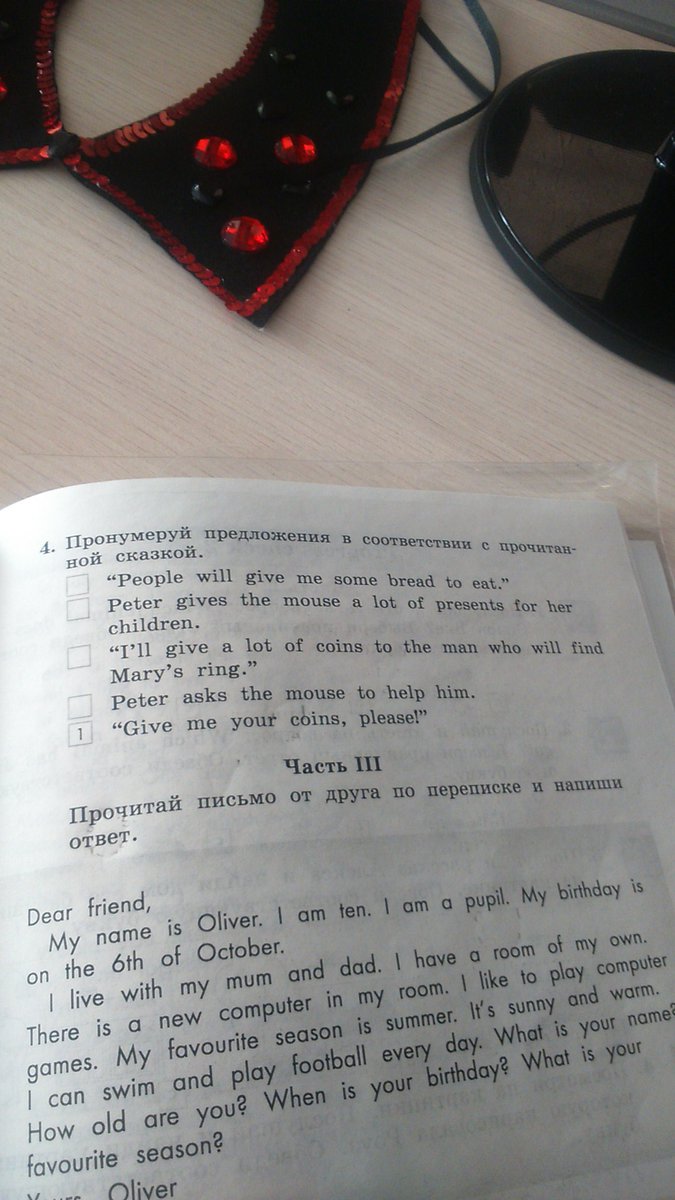 4. Пронумеруй предложения в соответствии с прочитан-
ной сказкой.
“People will give me some bread to eat.”
Peter gives the mouse a lot of presents for her
children.
“I’ll give a lot of coins to the man who will find
Mary’s ring.”
Peter asks the mouse to help him.
1 “Give me your coins, please!”
Часть III
Прочитай письмо от друга по переписке и напиши
ответ.
Dear friend,
My name is Oliver. I am ten. I am a pupil. My birthday is
on the 6th of October.
I live with my mum and dad. I have a room of my own.
There is a new computer in my room. I like to play computer
games. My favourite season is summer. It’s sunny and warm.
I can swim and play football every day. What is your name?
How old are you? When is your birthday? What is your
favourite season?
Oliver